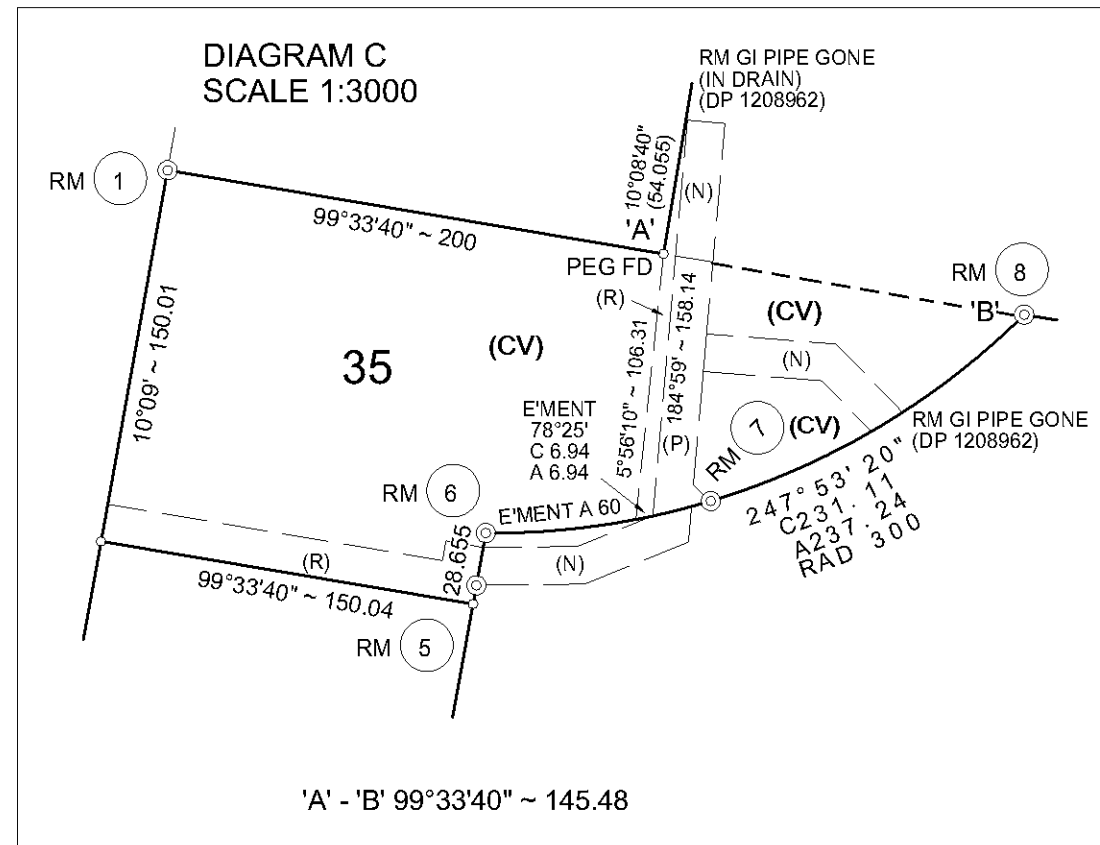 DIAGRAM C
SCALE 1:3000
RM GI PIPE GONE
(IN DRAIN)
(DP 1208962)
10°08'40"
(54.055)
RM 1
99°33'40" ~ 200
'A'
(N)
PEG FD
RM 8
'B'
(R)
(CV)
10°09' ~ 150.01
35
(CV)
5°56'10" ~ 106.31
184°59' ~ 158.14
(N)
E'MENT
78°25'
C 6.94
A 6.94
(P)
RM 7
(CV)
RM GI PIPE GONE
(DP 1208962)
247° 53' 20"
C231. 11
A237. 24
RAD 300
RM 6
E'MENT A 60
28.655
(N)
(R)
99°33'40" ~ 150.04
RM 5
'A' - 'B' 99°33'40" ~ 145.48